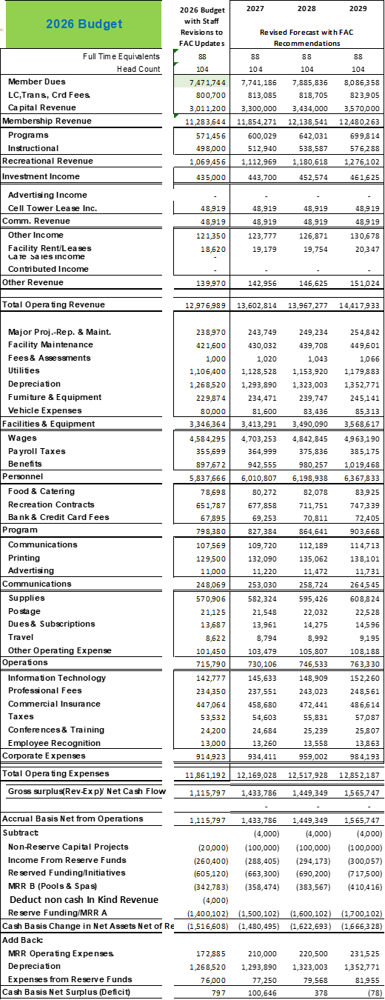 2026 Budget
2026 Budget with Staff Revisions to FAC Updates 2027 2028 2029
Revised Forecast with FAC Recommendations
Full Time Equivalents 88 88 88 88
Head Count 104 104 104 104
Member Dues 7,471,744 7,741,186 7,885,836 8,086,358
LC,Trans., Crd Fees. 800,700 813,085 818,705 823,905
Capital Revenue 3,011,200 3,300,000 3,434,000 3,570,000
Membership Revenue 11,283,644 11,854,271 12,138,541 12,480,263
Programs 571,456 600,029 642,031 699,814
Instructional 498,000 512,940 538,587 576,288
Recreational Revenue 1,069,456 1,112,969 1,180,618 1,276,102
Investment Income 435,000 443,700 452,574 461,625
Advertising Income - - - -
Cell Tower Lease Inc. 48,919 48,919 48,919 48,919
Comm. Revenue 48,919 48,919 48,919 48,919
Other Income 121,350 123,777 126,871 130,678
Facility Rent/Leases 18,620 19,179 19,754 20,347
Cafe Sales Income -
Contributed Income - - -
Other Revenue 139,970 142,956 146,625 151,024
Total Operating Revenue 12,976,989 13,602,814 13,967,277 14,417,933
Major Proj.-Rep. & Maint. 238,970 243,749 249,234 254,842
Facility Maintenance 421,600 430,032 439,708 449,601
Fees & Assessments 1,000 1,020 1,043 1,066
Utilities 1,106,400 1,128,528 1,153,920 1,179,883
Depreciation 1,268,520 1,293,890 1,323,003 1,352,771
Furniture & Equipment 229,874 234,471 239,747 245,141
Vehicle Expenses 80,000 81,600 83,436 85,313
Facilities & Equipment 3,346,364 3,413,291 3,490,090 3,568,617
Wages 4,584,295 4,703,253 4,842,845 4,963,190
Payroll Taxes 355,699 364,999 375,836 385,175
Benefits 897,672 942,555 980,257 1,019,468
Personnel 5,837,666 6,010,807 6,198,938 6,367,833
Food & Catering 78,698 80,272 82,078 83,925
Recreation Contracts 651,787 677,858 711,751 747,339
Bank & Credit Card Fees 67,895 69,253 70,811 72,405
Program 798,380 827,384 864,641 903,668
Communications 107,569 109,720 112,189 114,713
Printing 129,500 132,090 135,062 138,101
Advertising 11,000 11,220 11,472 11,731
Communications 248,069 253,030 258,724 264,545
Supplies 570,906 582,324 595,426 608,824
Postage 21,125 21,548 22,032 22,528
Dues & Subscriptions 13,687 13,961 14,275 14,596
Travel 8,622 8,794 8,992 9,195
Other Operating Expense 101,450 103,479 105,807 108,188
Operations 715,790 730,106 746,533 763,330
Information Technology 142,777 145,633 148,909 152,260
Professional Fees 234,350 237,551 243,023 248,561
Commercial Insurance 447,064 458,680 472,441 486,614
Taxes 53,532 54,603 55,831 57,087
Conferences & Training 24,200 24,684 25,239 25,807
Employee Recognition 13,000 13,260 13,558 13,863
Corporate Expenses 914,923 934,411 959,002 984,193
Total Operating Expenses 11,861,192 12,169,028 12,517,928 12,852,187
Gross surplus(Rev-Exp)/ Net Cash Flow 1,115,797 1,433,786 1,449,349 1,565,747
- - -
Accrual Basis Net from Operations 1,115,797 1,433,786 1,449,349 1,565,747
Subtract: (4,000) (4,000) (4,000)
Non-Reserve Capital Projects (20,000) (100,000) (100,000) (100,000)
Income From Reserve Funds (260,400) (288,405) (294,173) (300,057)
Reserved Funding/Initiatives (605,120) (663,300) (690,200) (717,500)
MRR B (Pools & Spas) (342,783) (358,474) (383,567) (410,416)
Deduct non cash In Kind Revenue (4,000)
Reserve Funding/MRR A (1,400,102) (1,500,102) (1,600,102) (1,700,102)
Cash Basis Change in Net Assets Net of Re (1,516,608) (1,480,495) (1,622,693) (1,666,328)
Add Back:
MRR Operating Expenses. 172,885 210,000 220,500 231,525
Depreciation 1,268,520 1,293,890 1,323,003 1,352,771
Expenses from Reserve Funds 76,000 77,250 79,568 81,955
Cash Basis Net Surplus (Deficit) 797 100,646 378 (78)